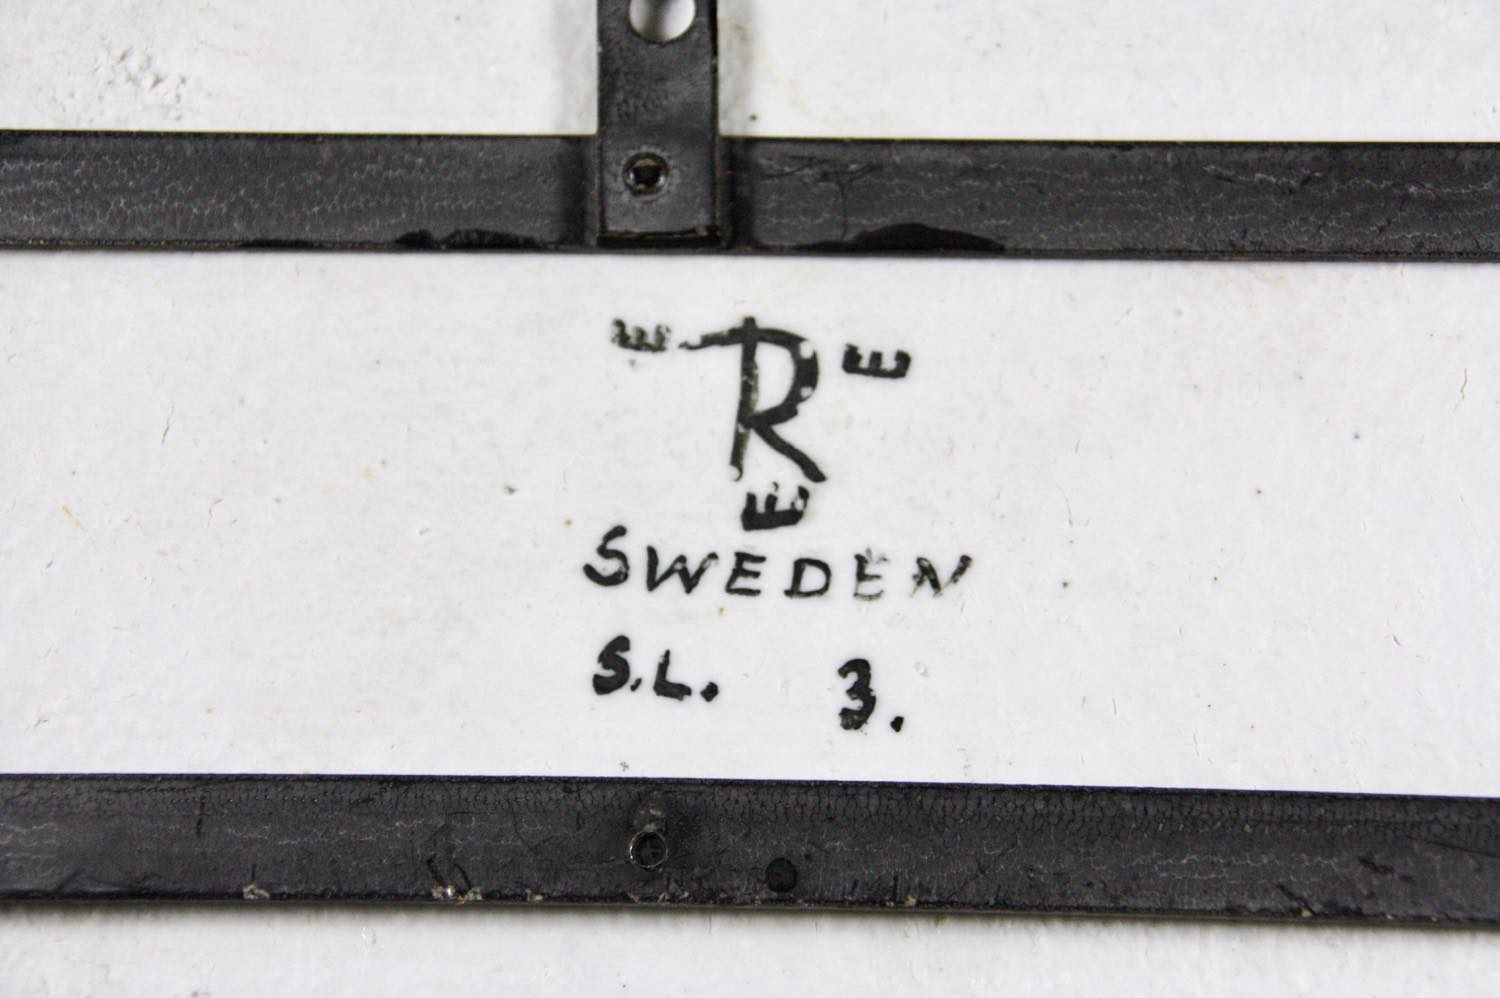 E R E
E
SWEDEN
S.L. 3.